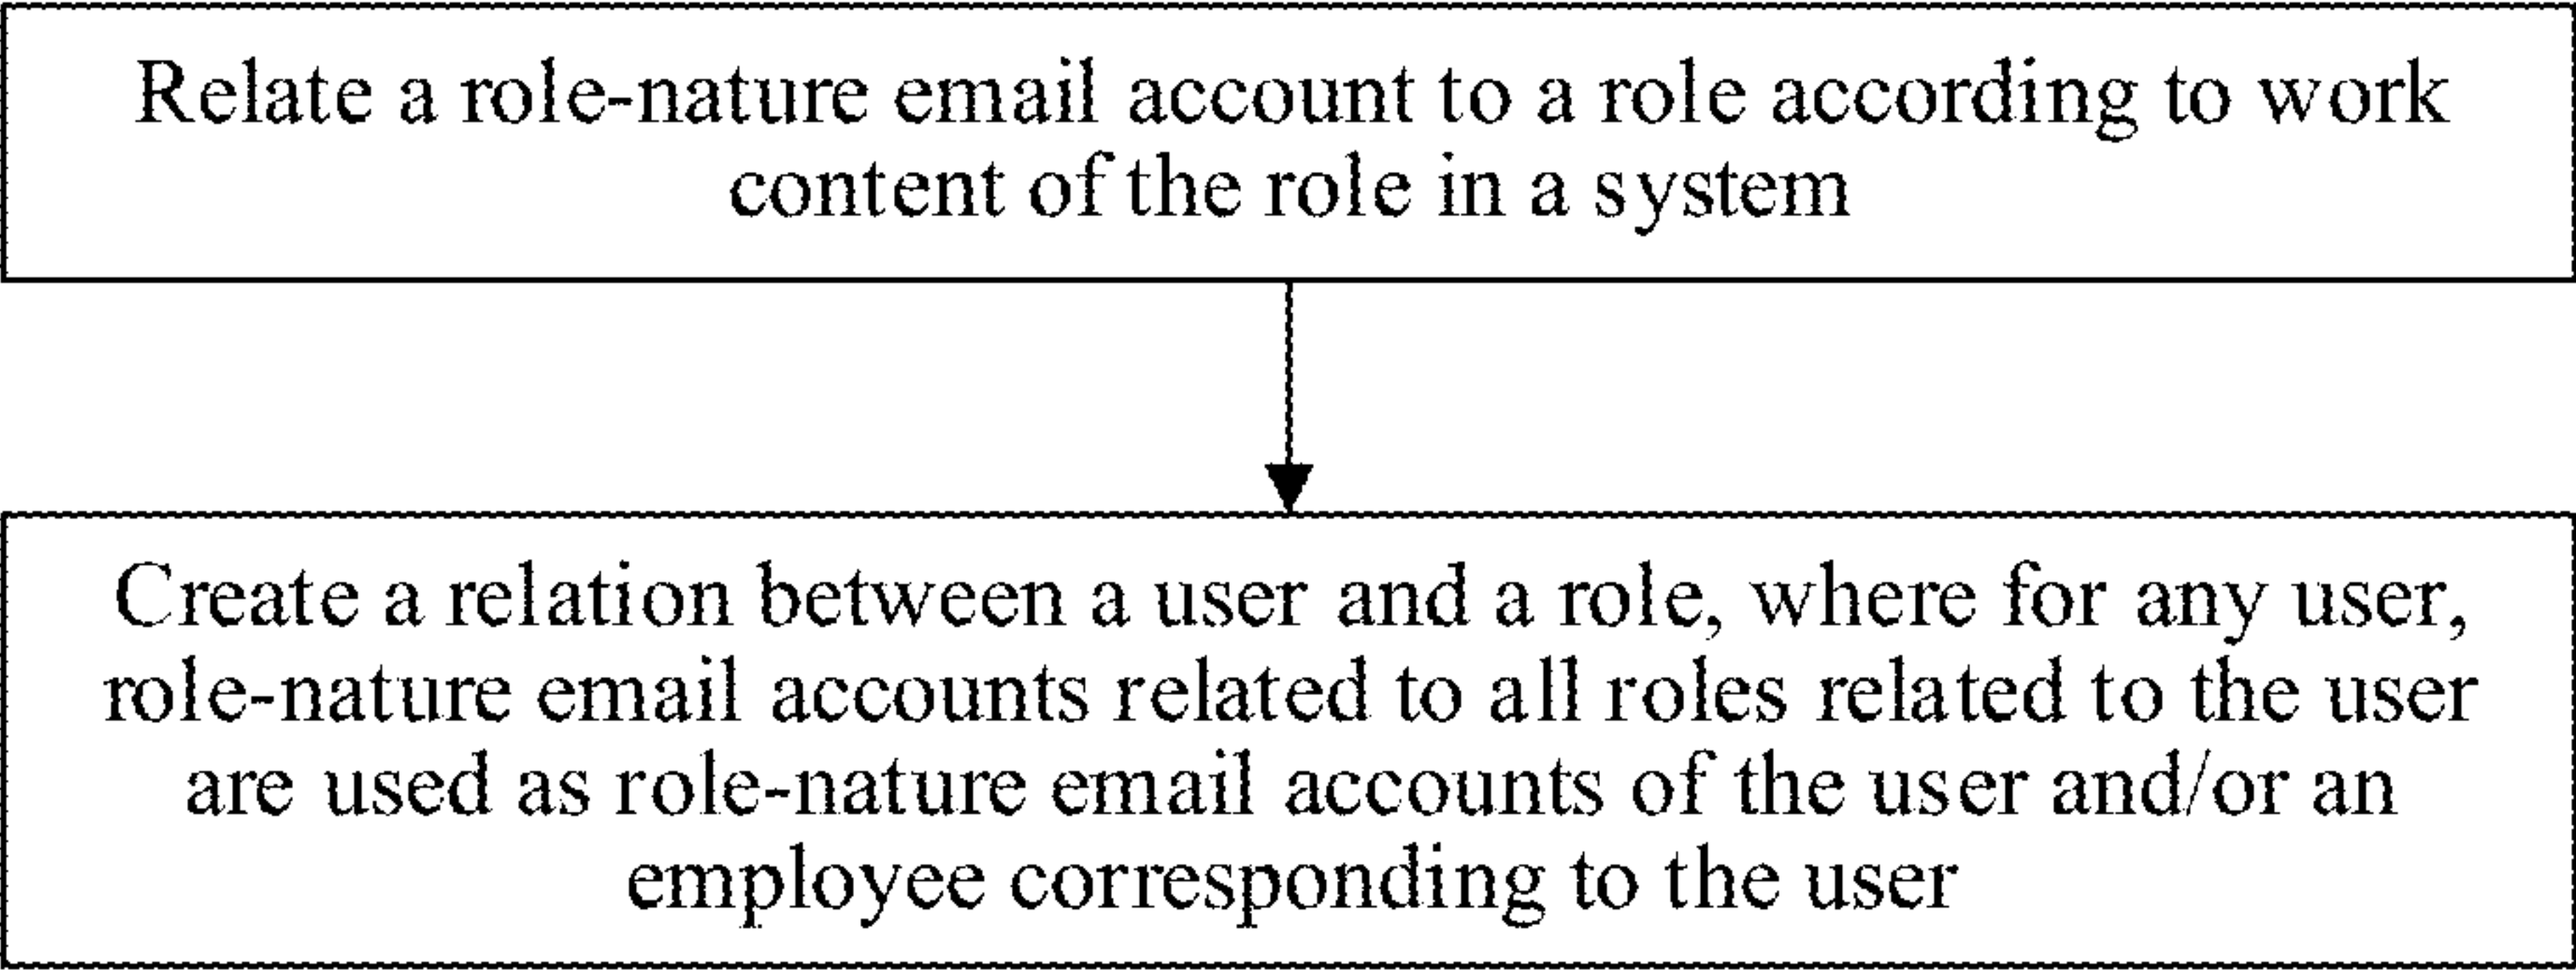 Relate a role-nature email account to a role according to work
content of the role in a system
Create a relation between a user and a role, where for any user,
role-nature email accounts related to all roles related to the user
are used as role-nature email accounts of the user and/or an
employee corresponding to the user